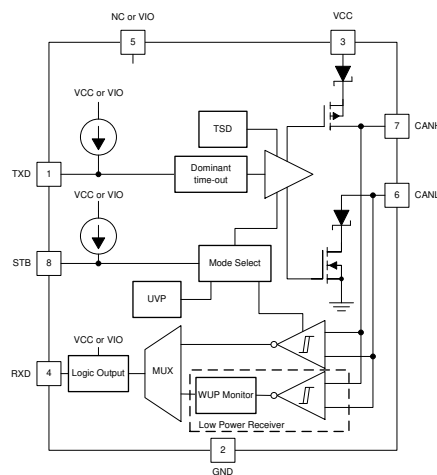 NC or VIO
VCC
5
3
VCC or VIO
TSD
CANH
7
TXD
1
Dominant
time-out
6
CANL
VCC or VIO
STB
8
Mode Select
UVP
VCC or VIO
RXD
4
Logic Output
MUX
WUP Monitor
Low Power Receiver
2
GND